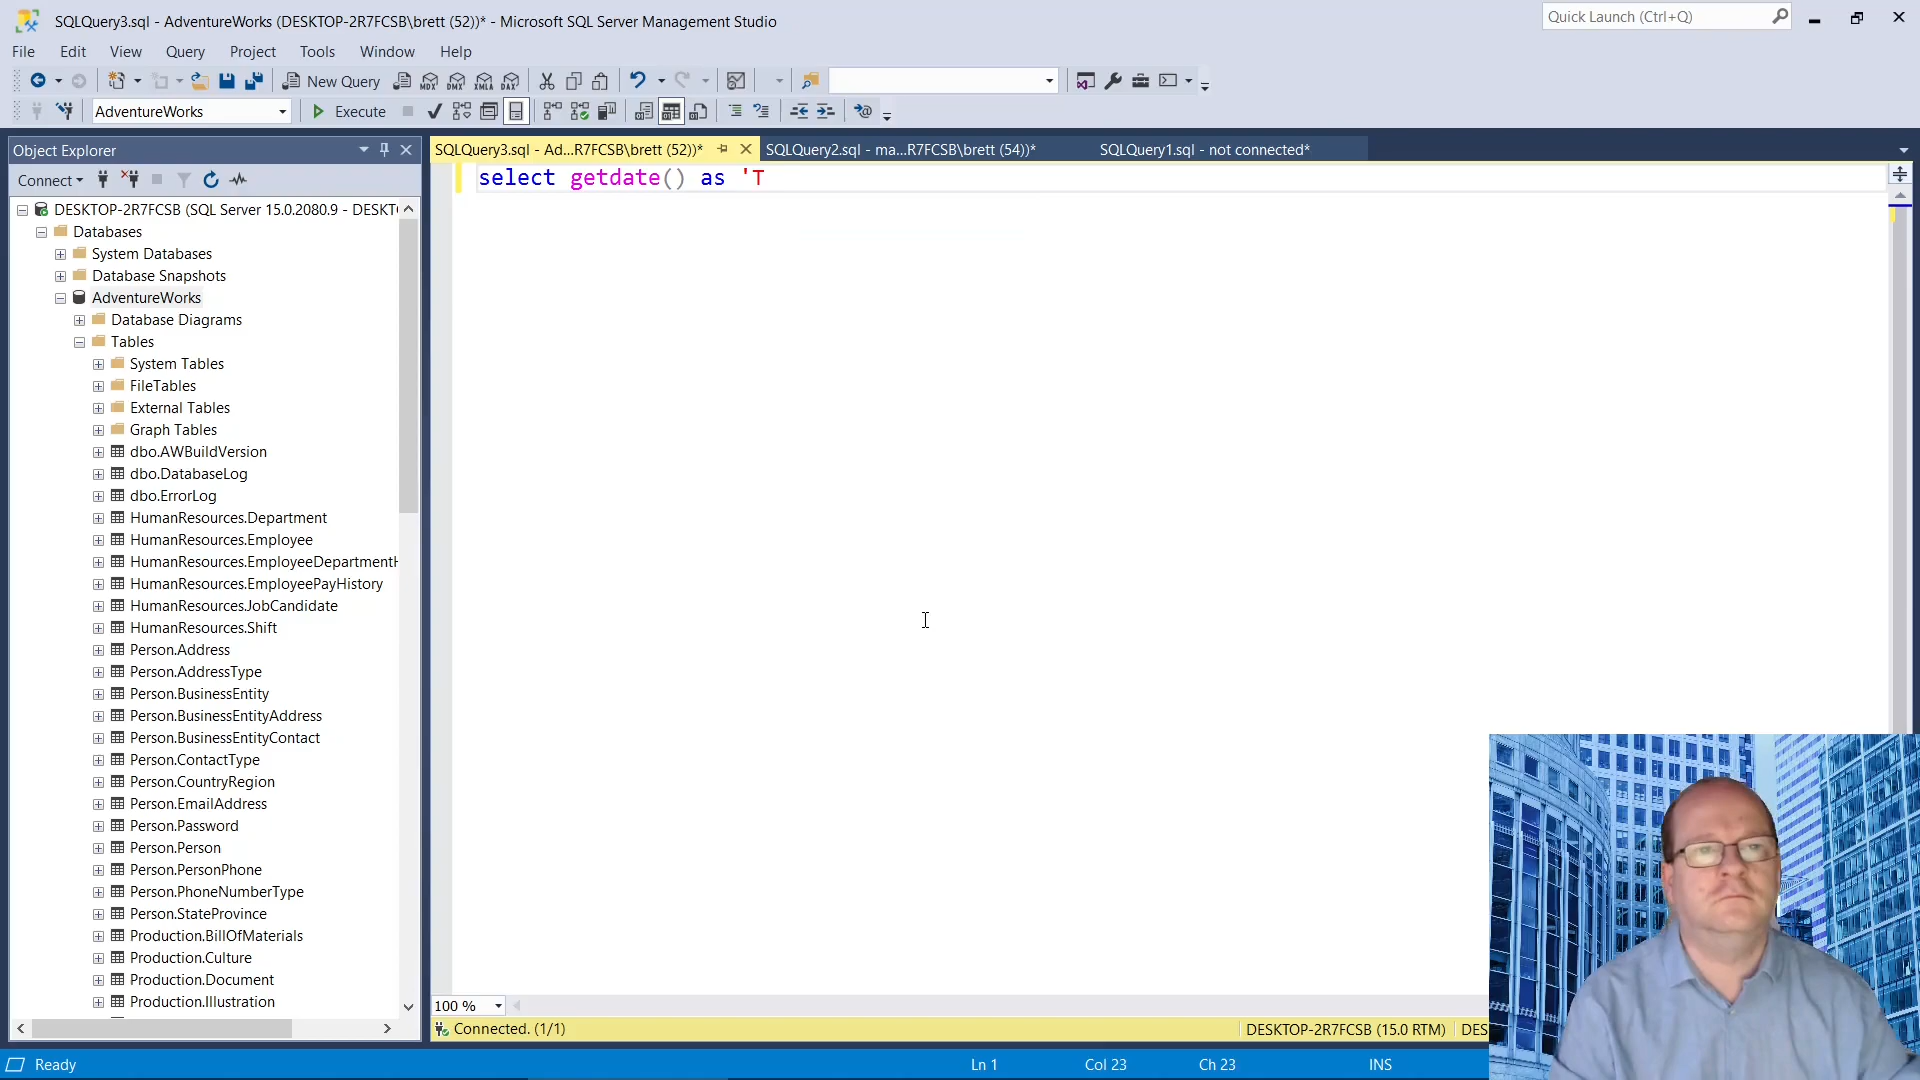 SQLQuery3.sql - AdventureWorks (DESKTOP-2R7FCSB\brett (52))* - Microsoft SQL Server Management Studio
Quick Launch (Ctrl+Q)
File Edit View Query Project Tools Window Help
New Query
MDX DMX XMLA DAX
AdventureWorks
Execute
Object Explorer
SQLQuery3.sql - Ad...R7FCSB\brett (52))*
SQLQuery2.sql - ma...R7FCSB\brett (54))*
SQLQuery1.sql - not connected*
Connect
select getdate() as 'T
DESKTOP-2R7FCSB (SQL Server 15.0.2080.9 - DESKT
Databases
System Databases
Database Snapshots
AdventureWorks
Database Diagrams
Tables
System Tables
FileTables
External Tables
Graph Tables
dbo.AWBuildVersion
dbo.DatabaseLog
dbo.ErrorLog
HumanResources.Department
HumanResources.Employee
HumanResources.EmployeeDepartmentH
HumanResources.EmployeePayHistory
HumanResources.JobCandidate
HumanResources.Shift
Person.Address
Person.AddressType
Person.BusinessEntity
Person.BusinessEntityAddress
Person.BusinessEntityContact
Person.ContactType
Person.CountryRegion
Person.EmailAddress
Person.Password
Person.Person
Person.PersonPhone
Person.PhoneNumberType
Person.StateProvince
Production.BillOfMaterials
Production.Culture
Production.Document
Production.Illustration
100 %
Connected. (1/1)
DESKTOP-2R7FCSB (15.0 RTM)
DES
Ready
Ln 1
Col 23
Ch 23
INS